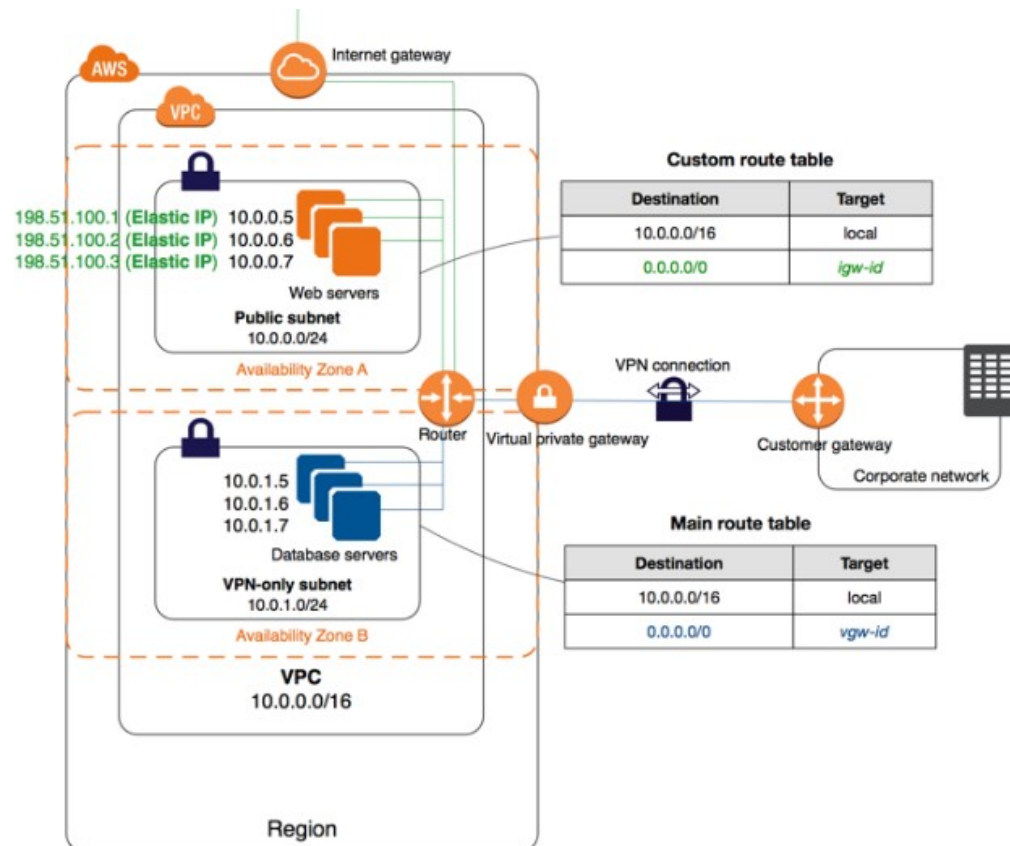 Internet gateway
AWS
VPC
198.51.100.1 (Elastic IP) 10.0.0.5
198.51.100.2 (Elastic IP) 10.0.0.6
198.51.100.3 (Elastic IP) 10.0.0.7
Web servers
Public subnet
10.0.0.0/24
Availability Zone A
Custom route table
Destination Target
10.0.0.0/16 local
0.0.0.0/0 igw-id
Router
Virtual private gateway
VPN connection
Customer gateway
Corporate network
10.0.1.5
10.0.1.6
10.0.1.7
Database servers
VPN-only subnet
10.0.1.0/24
Availability Zone B
Main route table
Destination Target
10.0.0.0/16 local
0.0.0.0/0 vgw-id
VPC
10.0.0.0/16
Region